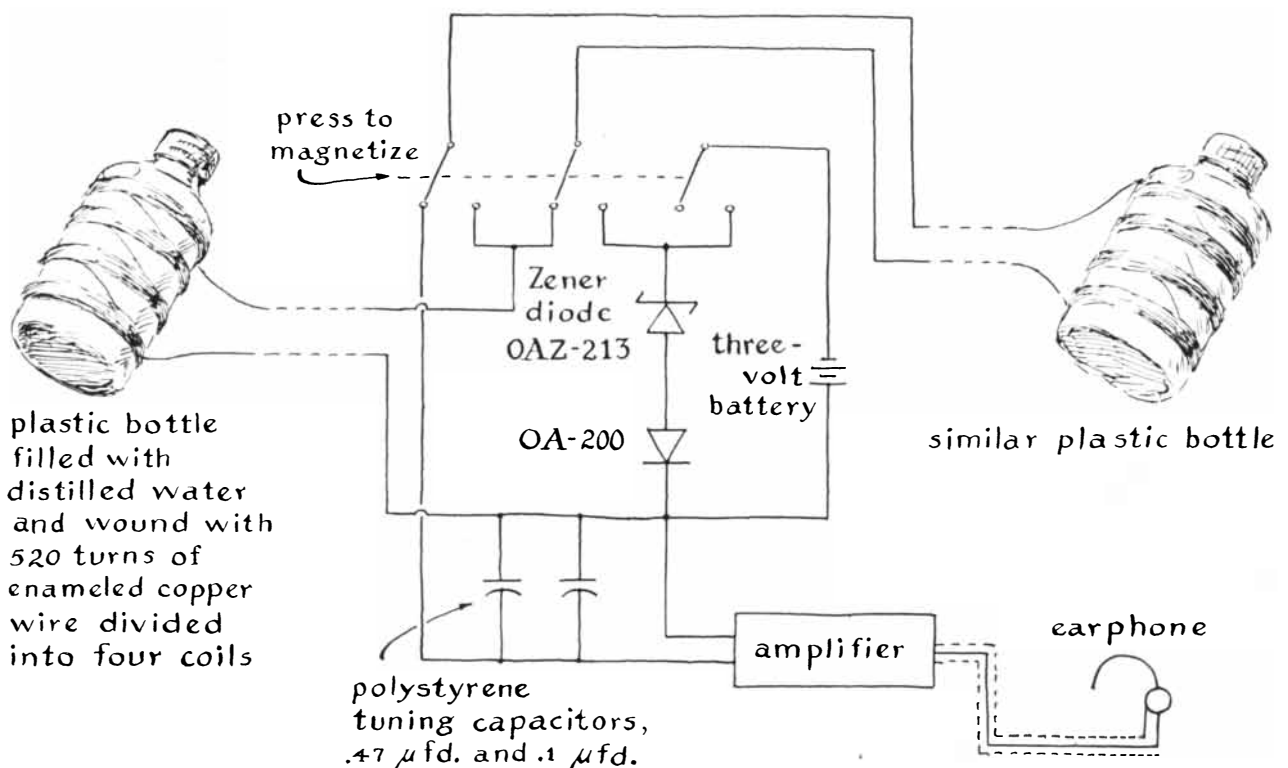 press to
magnetize
Zener
diode
OAZ-213
three-
volt
battery
OA-200
plastic bottle
filled with
distilled water
and wound with
520 turns of
enameled copper
wire divided
into four coils
similar plastic bottle
polystyrene
tuning capacitors,
.47 μfd. and .1 μfd.
amplifier
earphone